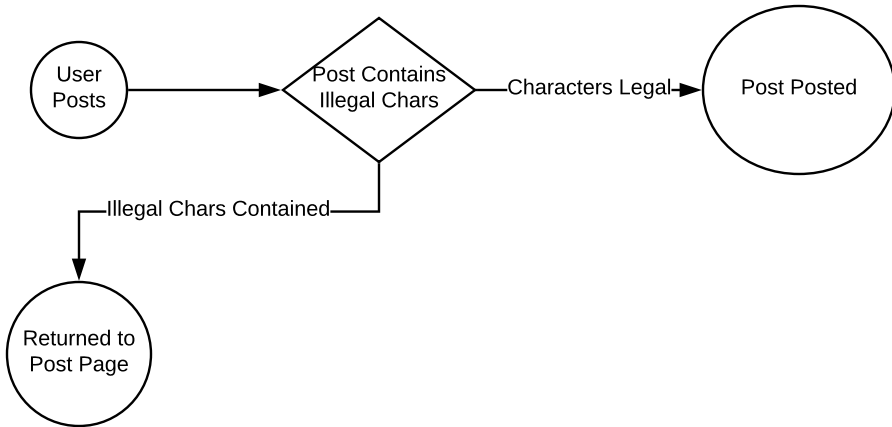 User
Posts
Post Contains
Illegal Chars
Characters Legal
Post Posted
Illegal Chars Contained
Returned to
Post Page